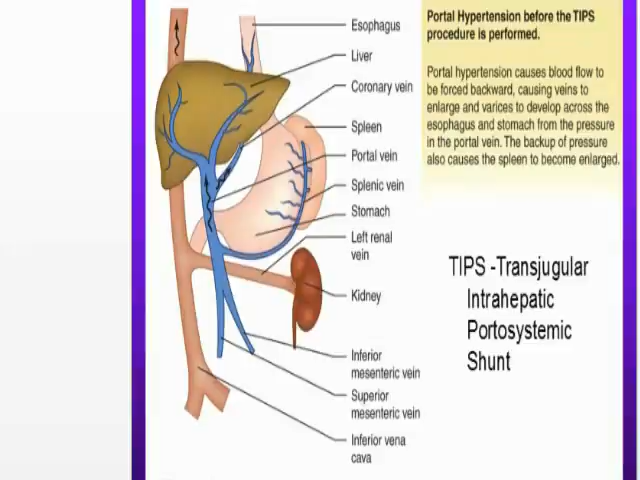 Esophagus
Liver
Coronary vein
Spleen
Portal vein
Splenic vein
Stomach
Left renal
vein
Kidney
Inferior
mesenteric vein
Superior
mesenteric vein
Inferior vena
cava
Portal Hypertension before the TIPS
procedure is performed.
Portal hypertension causes blood flow to
be forced backward, causing veins to
enlarge and varices to develop across the
esophagus and stomach from the pressure
in the portal vein. The backup of pressure
also causes the spleen to become enlarged.
TIPS -Transjugular
Intrahepatic
Portosystemic
Shunt